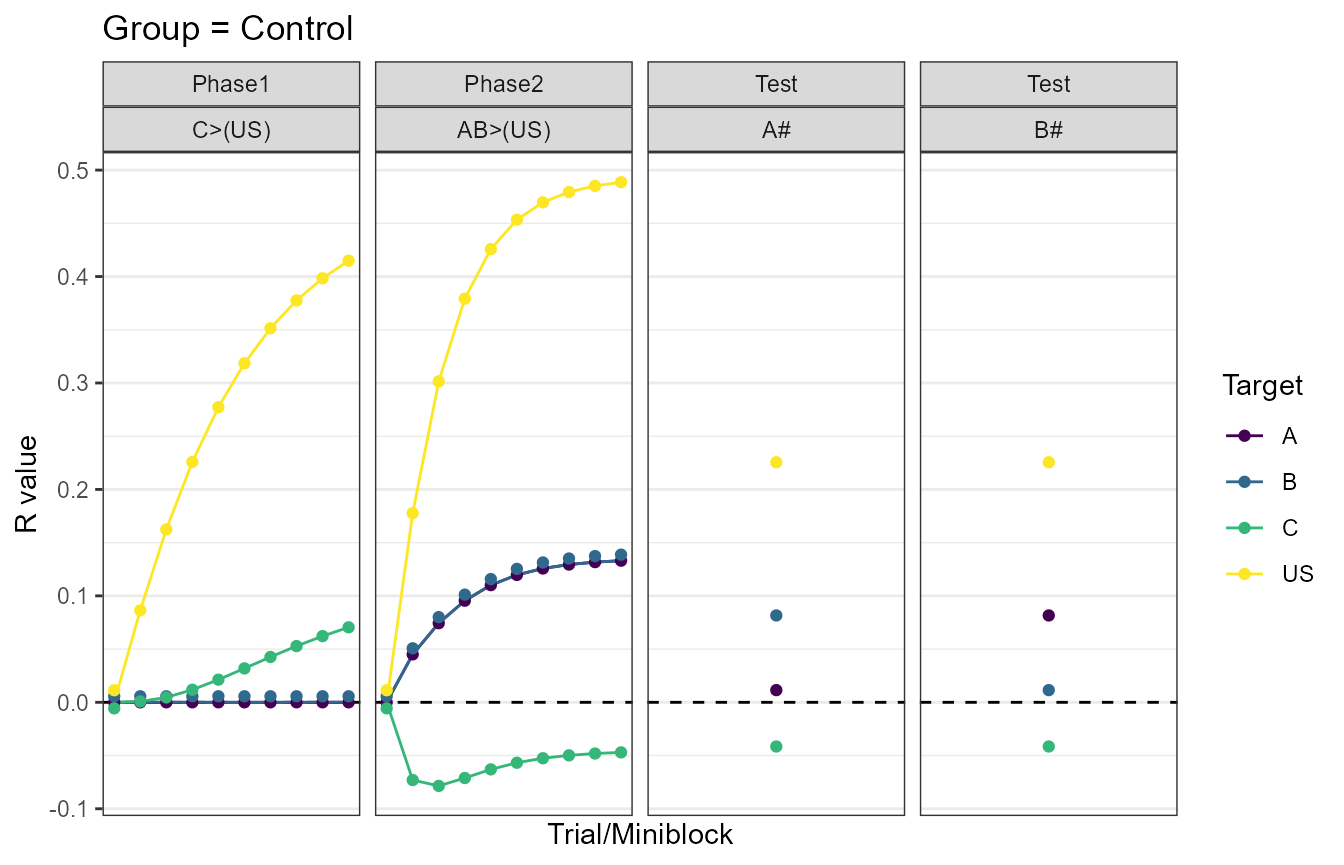 Group = Control
Phase1
Phase2
Test
Test
C>(US)
AB>(US)
A#
B#
R value
0.5
0.4
0.3
0.2
0.1
0.0
-0.1
Trial/Miniblock
Target
A
B
C
US